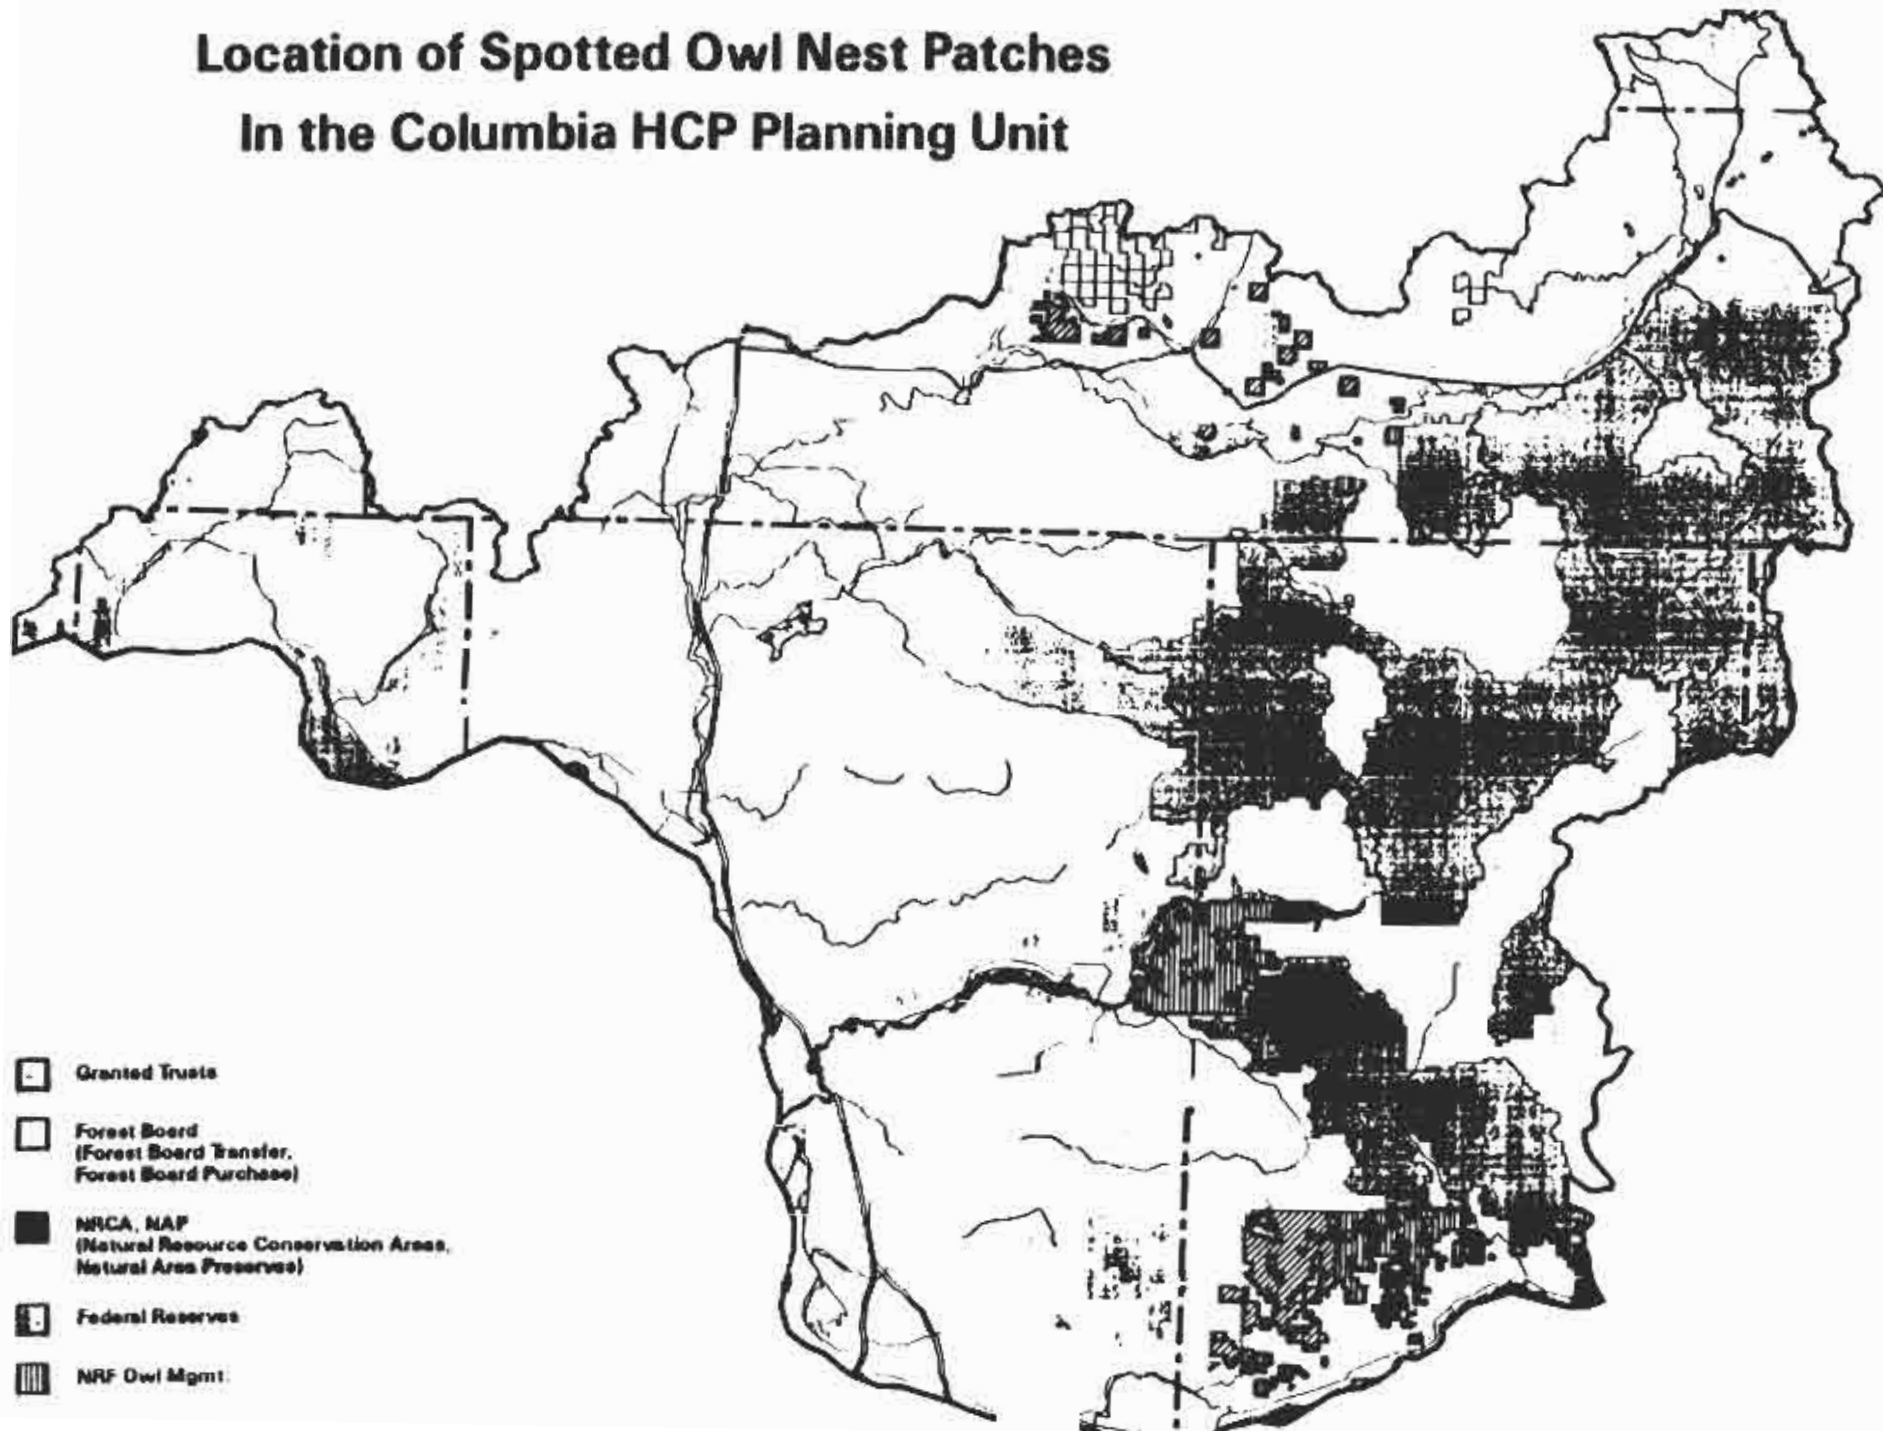 Location of Spotted Owl Nest Patches
In the Columbia HCP Planning Unit
Granted Trusts
Forest Board
(Forest Board Transfer,
Forest Board Purchase)
NRCA, NAP
(Natural Resource Conservation Areas,
Natural Area Preserves)
Federal Reserves
NRF Owl Mgmt